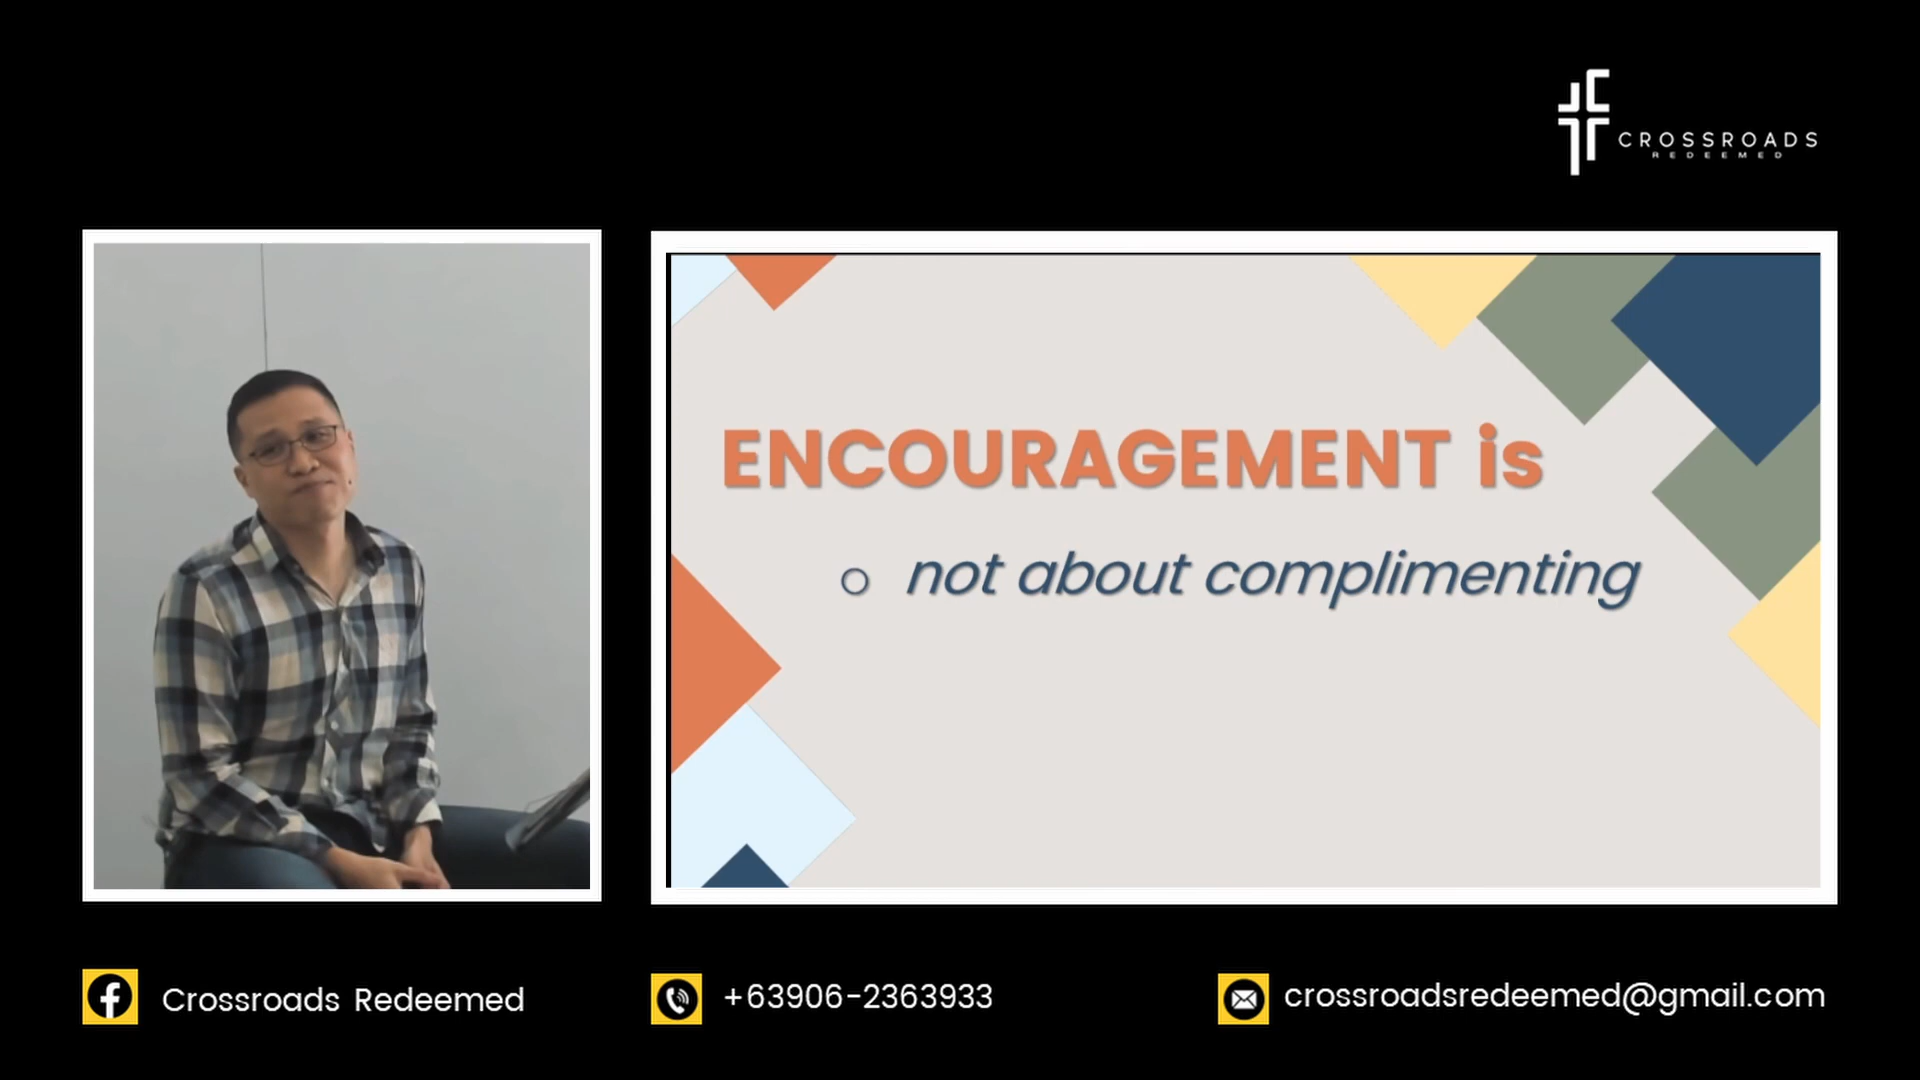 CROSSROADS
REDEEMED
ENCOURAGEMENT is
○ not about complimenting
Crossroads Redeemed
+63906-2363933
crossroadsredeemed@gmail.com